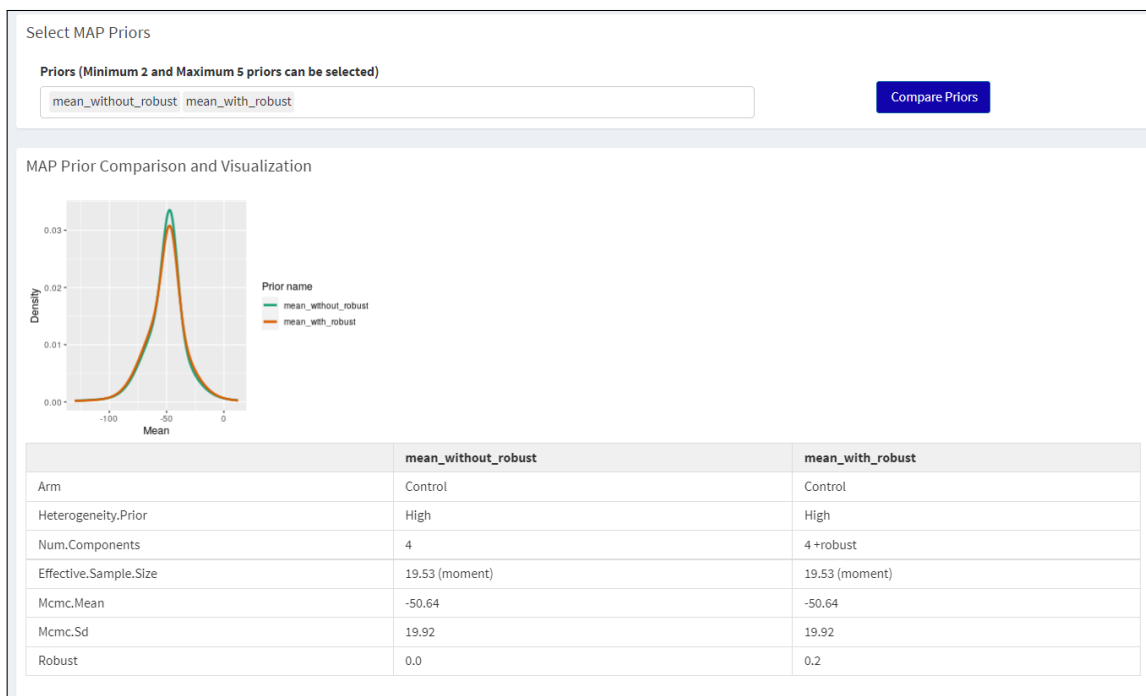 Select MAP Priors
Priors (Minimum 2 and Maximum 5 priors can be selected)
mean_without_robust mean_with_robust
Compare Priors
MAP Prior Comparison and Visualization
0.03
0.02
0.01
0.00
Density
-100 -50 0
Mean
Prior name
mean_without_robust
mean_with_robust
mean_without_robust mean_with_robust
Arm Control Control
Heterogeneity.Prior High High
Num.Components 4 4 +robust
Effective.Sample.Size 19.53 (moment) 19.53 (moment)
Mcmc.Mean -50.64 -50.64
Mcmc.Sd 19.92 19.92
Robust 0.0 0.2